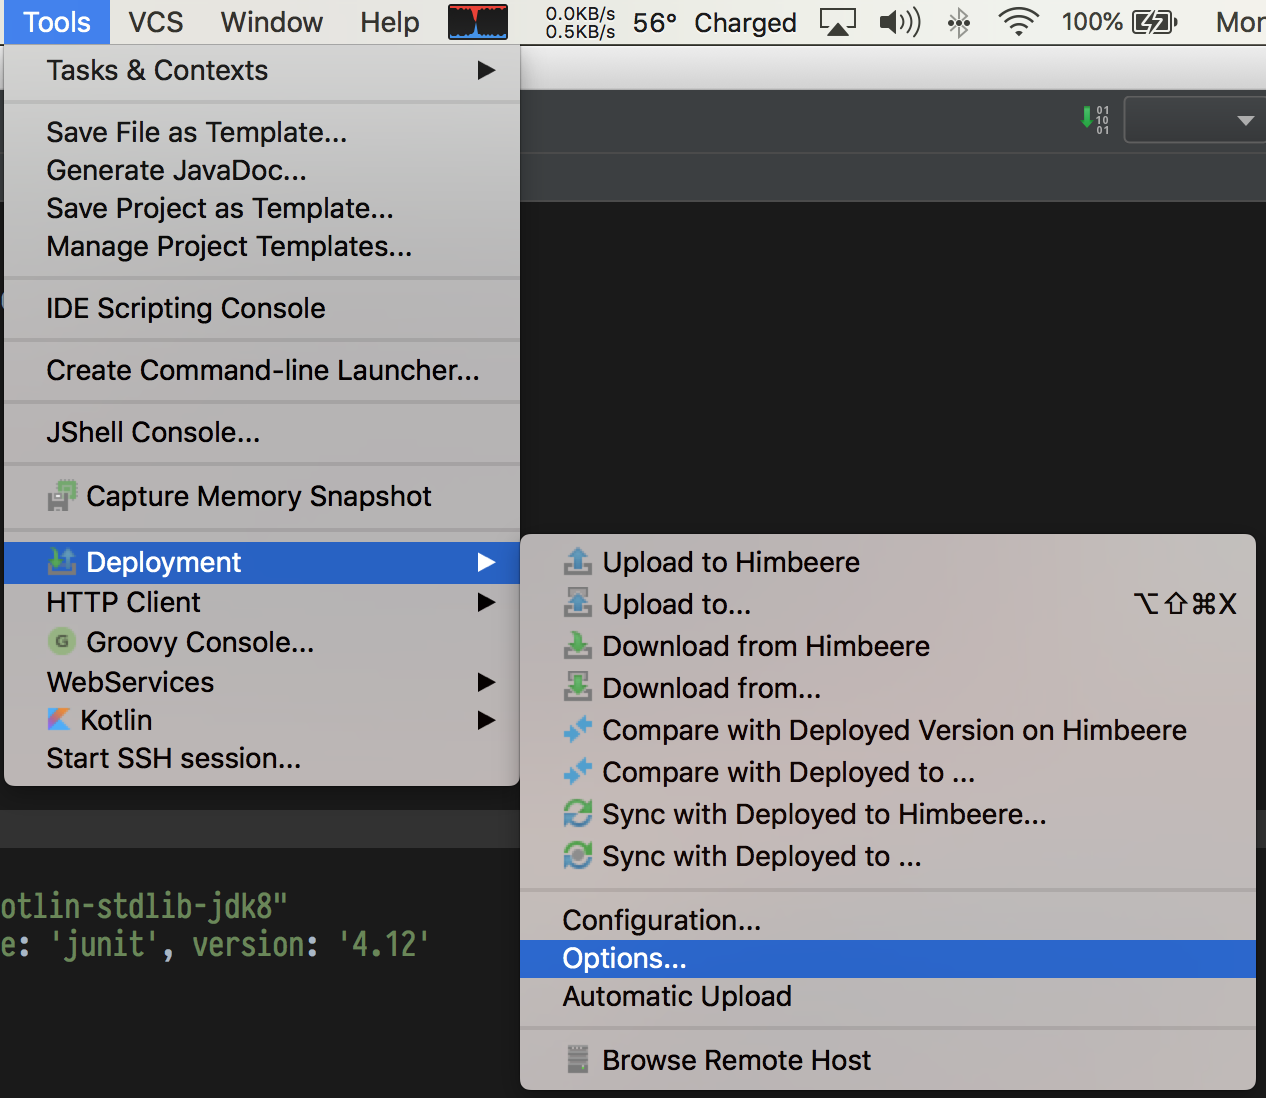 Tools VCS Window Help 0.0KB/s 0.5KB/s 56° Charged 100% Mor
Tasks & Contexts
01
10
01
Save File as Template...
Generate JavaDoc...
Save Project as Template...
Manage Project Templates...
IDE Scripting Console
Create Command-line Launcher...
JShell Console...
Capture Memory Snapshot
Deployment
HTTP Client
G Groovy Console...
WebServices
Kotlin
Start SSH session...
Upload to Himbeere
Upload to... ⌥⇧⌘X
Download from Himbeere
Download from...
Compare with Deployed Version on Himbeere
Compare with Deployed to ...
Sync with Deployed to Himbeere...
Sync with Deployed to ...
Configuration...
Options...
Automatic Upload
Browse Remote Host
otlin-stdlib-jdk8"
e: 'junit', version: '4.12'